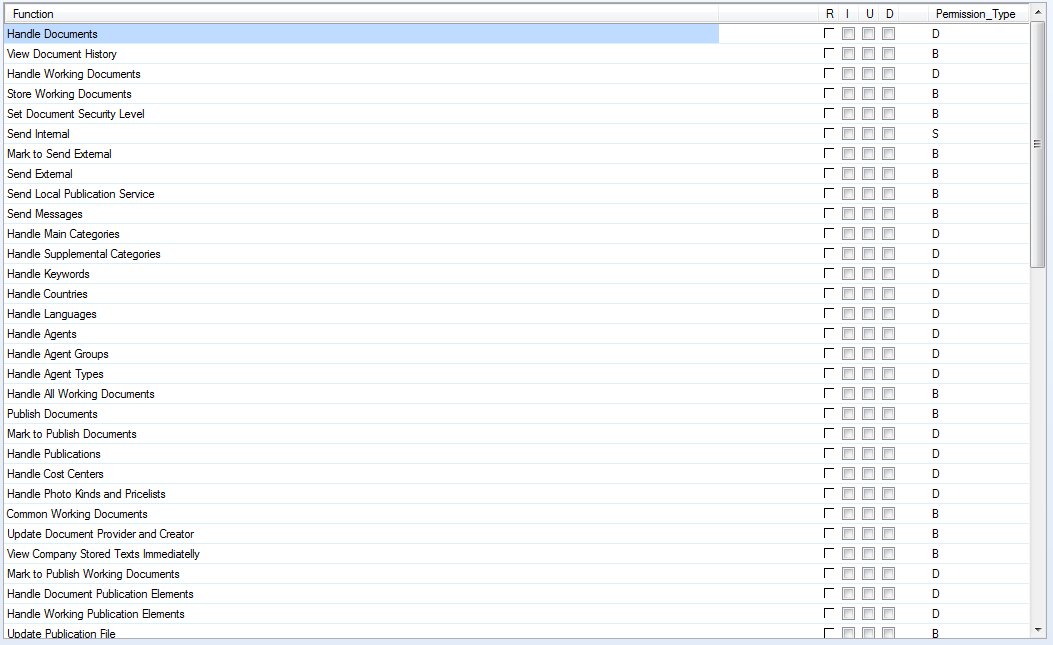 Function R I U D Permission_Type
Handle Documents D
View Document History B
Handle Working Documents D
Store Working Documents B
Set Document Security Level B
Send Internal S
Mark to Send External B
Send External B
Send Local Publication Service B
Send Messages B
Handle Main Categories D
Handle Supplemental Categories D
Handle Keywords D
Handle Countries D
Handle Languages D
Handle Agents D
Handle Agent Groups D
Handle Agent Types D
Handle All Working Documents B
Publish Documents B
Mark to Publish Documents D
Handle Publications D
Handle Cost Centers D
Handle Photo Kinds and Pricelists D
Common Working Documents B
Update Document Provider and Creator B
View Company Stored Texts Immediatelly B
Mark to Publish Working Documents D
Handle Document Publication Elements D
Handle Working Publication Elements D
Update Publication File B